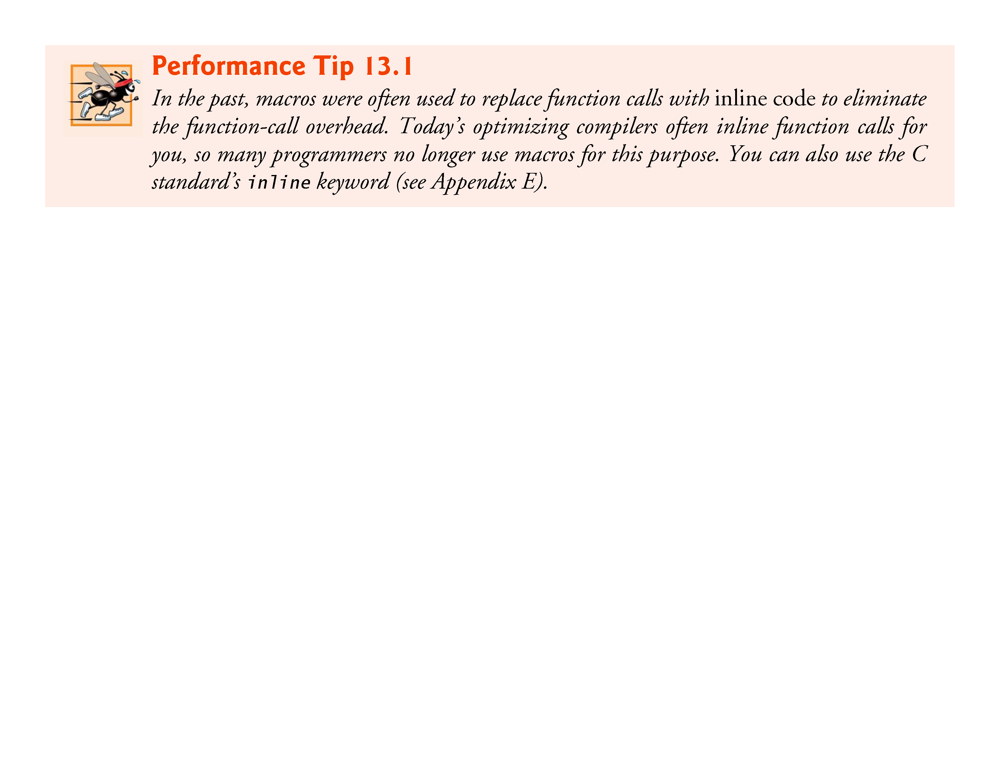 Performance Tip 13.1
In the past, macros were often used to replace function calls with inline code to eliminate
the function-call overhead. Today’s optimizing compilers often inline function calls for
you, so many programmers no longer use macros for this purpose. You can also use the C
standard’s inline keyword (see Appendix E).